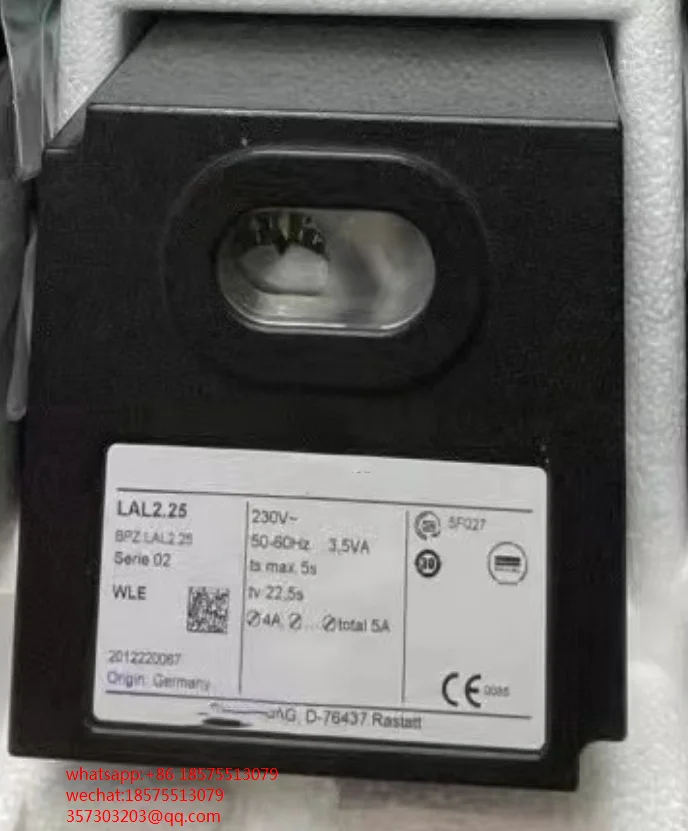 LAL2.25
BPZ:LAL2.25
Serie 02
WLE
2012220067
Origin: Germany
230V~
50-60Hz 3,5VA
ts max. 5s
tv 22,5s
4A, ... total 5A
5F027
30
CE 0085
AG, D-76437 Rastatt
whatsapp:+86 18575513079
wechat:18575513079
357303203@qq.com